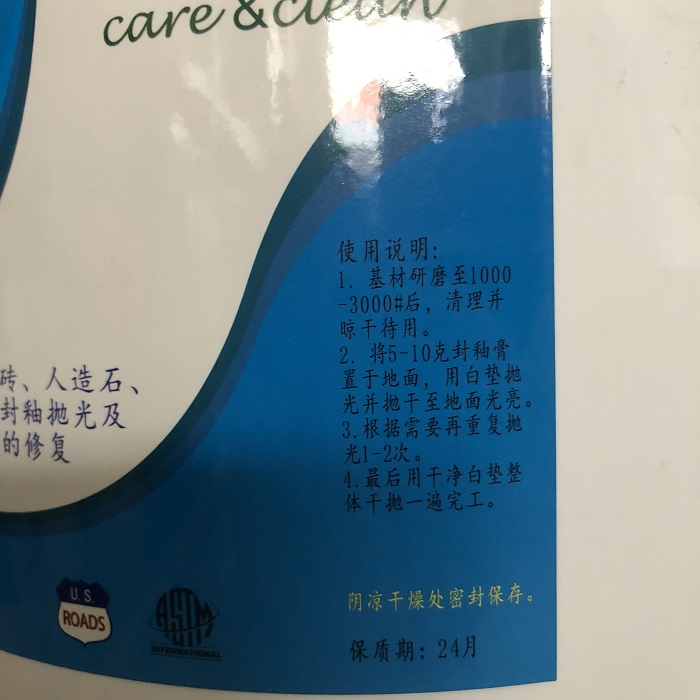 care & clean
使用说明:
1. 基材研磨至1000
-3000#后, 清理并
晾干待用。
2. 将5-10克封釉膏
置于地面, 用白垫抛
光并抛干至地面光亮。
3.根据需要再重复抛
光1-2次。
4.最后用干净白垫整
体干抛一遍完工。
砖、人造石、
封釉抛光及
的修复
阴凉干燥处密封保存。
保质期: 24月
U.S.
ROADS
ASTM
INTERNATIONAL